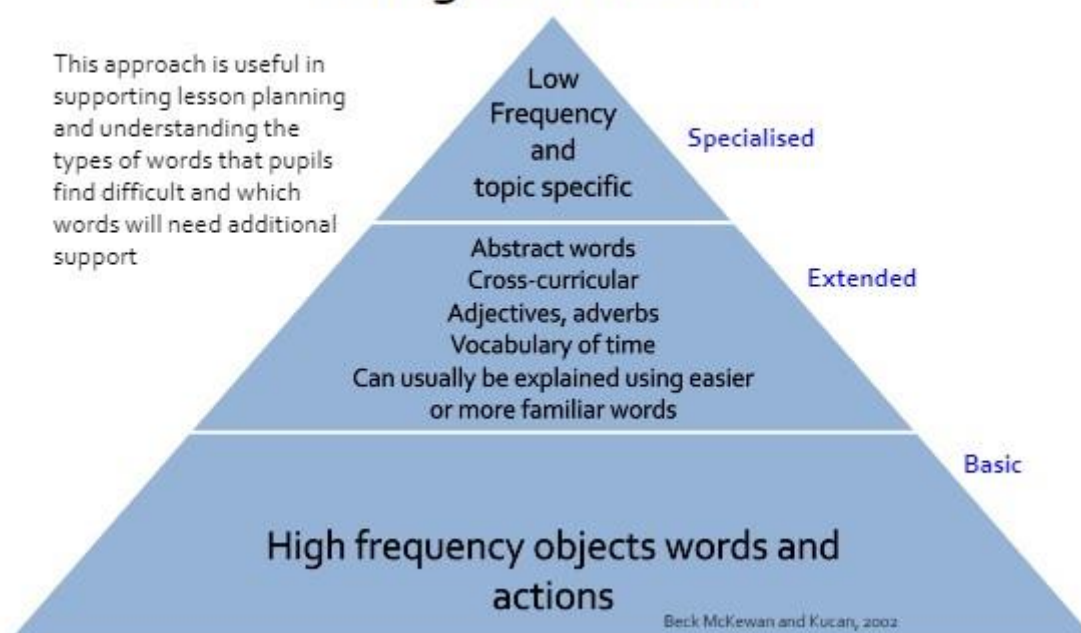 This approach is useful in
supporting lesson planning
and understanding the
types of words that pupils
find difficult and which
words will need additional
support
Low
Frequency
and
topic specific
Specialised
Abstract words
Cross-curricular
Adjectives, adverbs
Vocabulary of time
Can usually be explained using easier
or more familiar words
Extended
Basic
High frequency objects words and
actions
Beck McKewan and Kucan, 2002